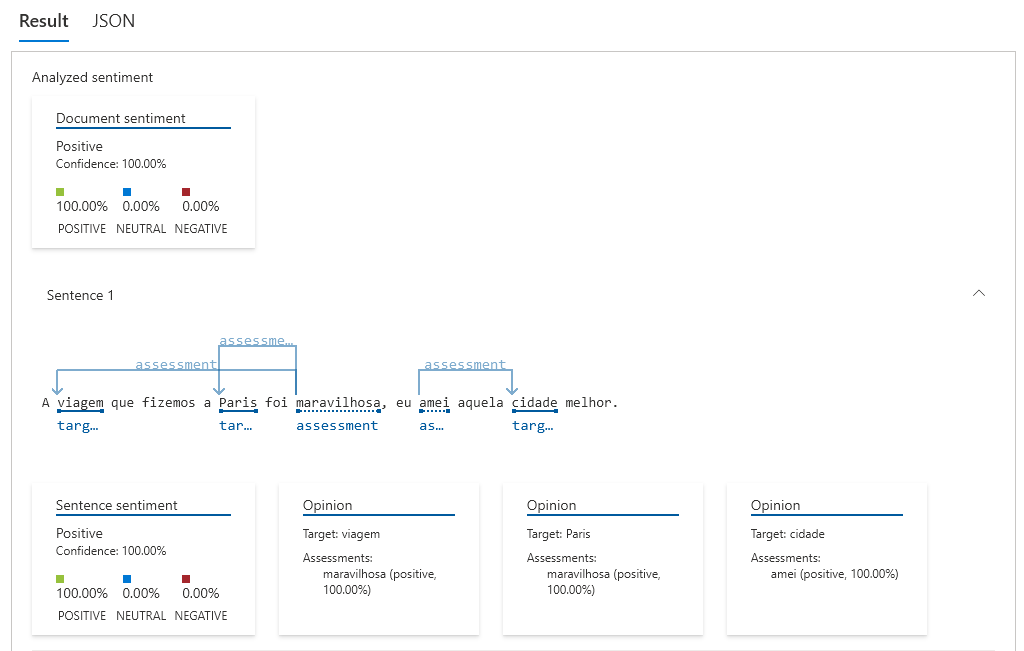 Result JSON
Analyzed sentiment
Document sentiment
Positive
Confidence: 100.00%
100.00% 0.00% 0.00%
POSITIVE NEUTRAL NEGATIVE
Sentence 1
assessme…
assessment assessment
A viagem que fizemos a Paris foi maravilhosa, eu amei aquela cidade melhor.
targ… tar… assessment as… targ…
Sentence sentiment
Positive
Confidence: 100.00%
100.00% 0.00% 0.00%
POSITIVE NEUTRAL NEGATIVE
Opinion
Target: viagem
Assessments:
maravilhosa (positive,
100.00%)
Opinion
Target: Paris
Assessments:
maravilhosa (positive,
100.00%)
Opinion
Target: cidade
Assessments:
amei (positive, 100.00%)